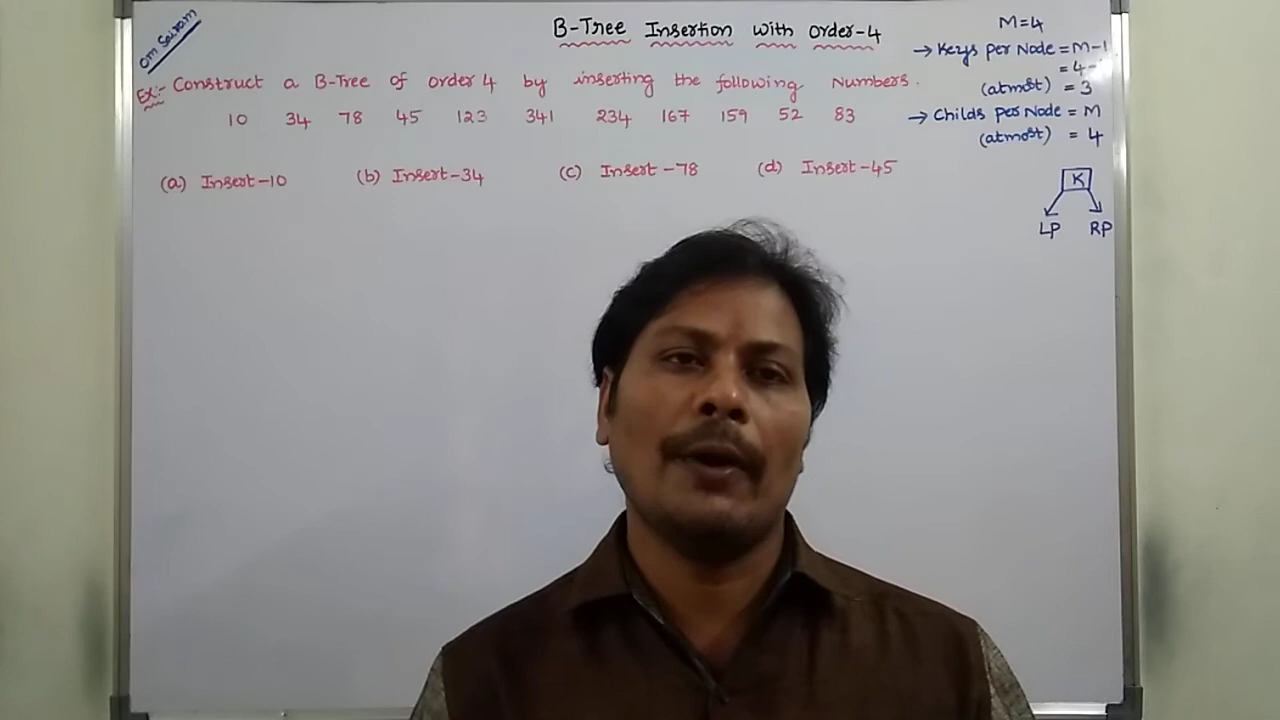 Om Sairam
B-Tree Insertion with Order-4
Ex:- Construct a B-Tree of order 4 by inserting the following Numbers.
10 34 78 45 123 341 234 167 159 52 83
(a) Insert-10 (b) Insert-34 (c) Insert-78 (d) Insert-45
M=4
→ Keys per Node = M-1
= 4-
(atmost) = 3
→ Childs per Node = M
(atmost) = 4
K
LP RP